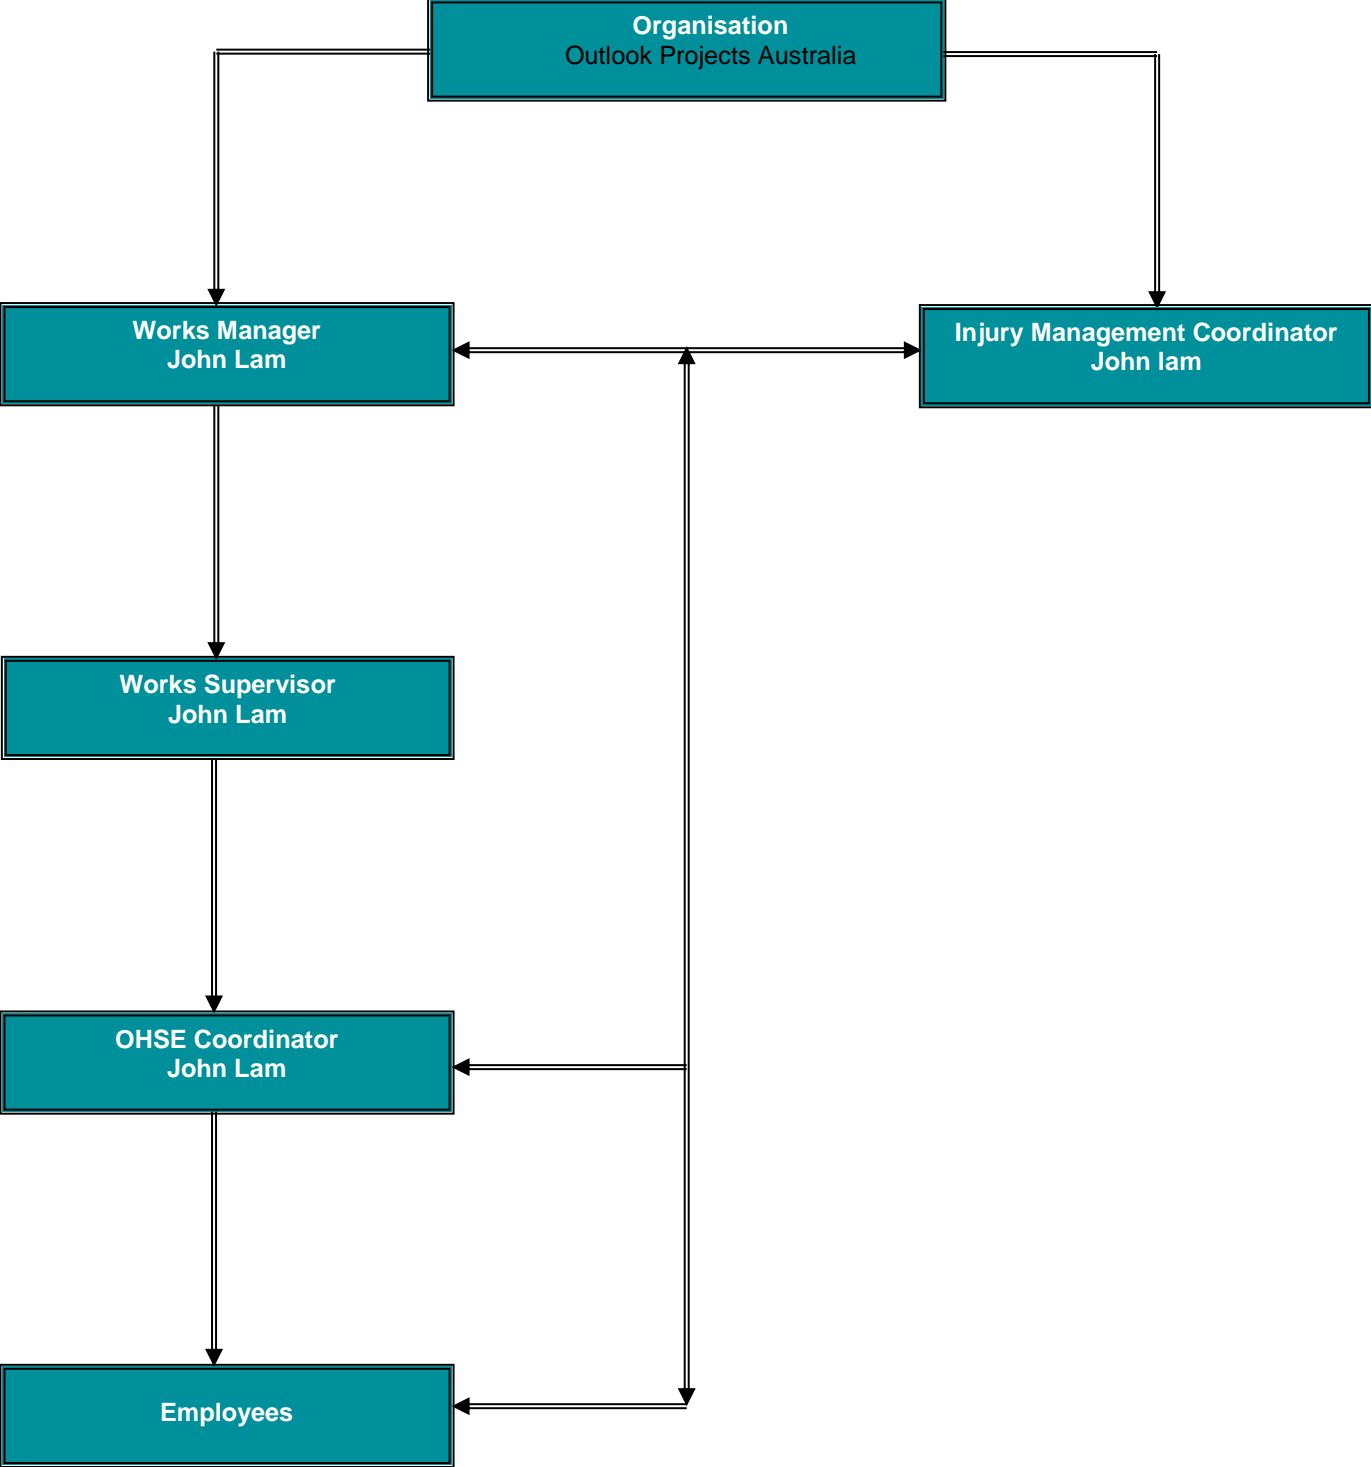 Organisation
Outlook Projects Australia
Works Manager
John Lam
Injury Management Coordinator
John lam
Works Supervisor
John Lam
OHSE Coordinator
John Lam
Employees